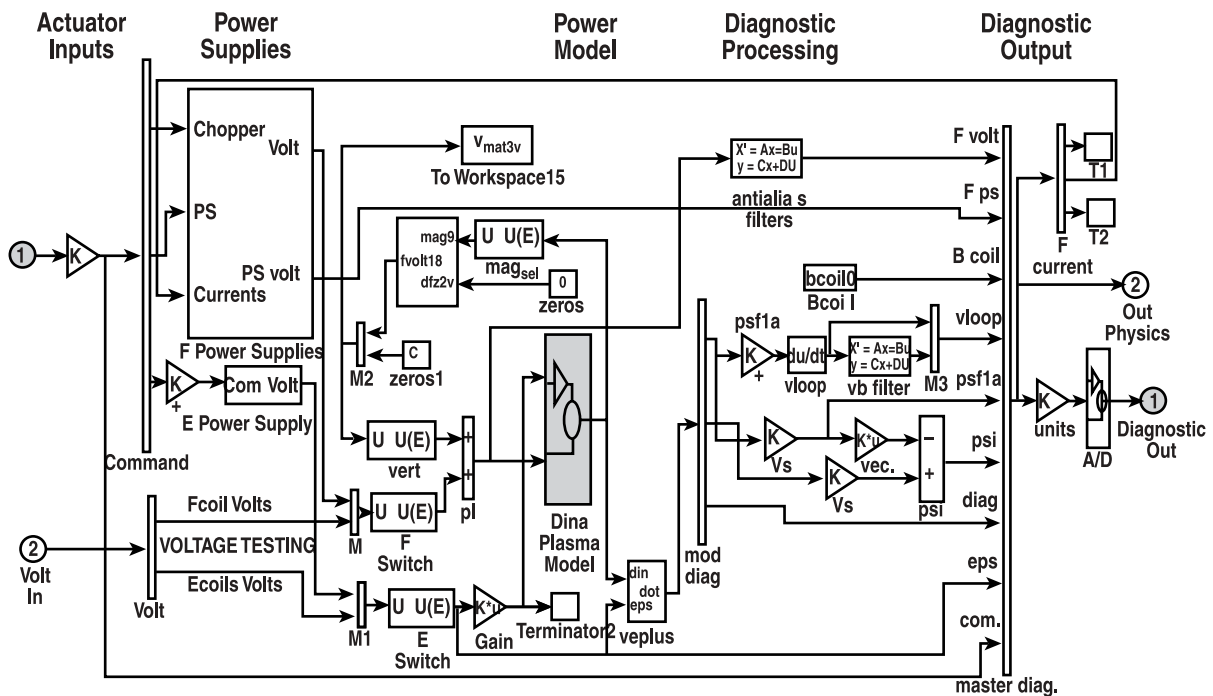 Actuator
Inputs
Power
Supplies
Power
Model
Diagnostic
Processing
Diagnostic
Output
Chopper
Volt
PS
PS volt
Currents
F Power Supplies
1
K
K
+
Com Volt
E Power Supply
Command
2
Volt
In
Fcoil Volts
VOLTAGE TESTING
Ecoils Volts
Volt
Vmat3v
To Workspace15
mag9
fvolt18
dfz2v
U U(E)
magsel
0
zeros
M2
C
zeros1
U U(E)
vert
+
+
pl
M
U U(E)
F
Switch
M1
U U(E)
E
Switch
K*u
Gain
Terminator2
Dina
Plasma
Model
din
dot
eps
veplus
mod
diag
X' = Ax=Bu
y = Cx+DU
antialia s
filters
bcoil0
Bcoi l
psf1a
K
+
du/dt
vloop
X' = Ax=Bu
y = Cx+DU
vb filter
M3
K
Vs
K*u
vec.
K
Vs
−
+
psi
F volt
F ps
B coil
vloop
psf1a
psi
diag
eps
com.
master diag.
T1
T2
F
current
2
Out
Physics
K
units
A/D
1
Diagnostic
Out